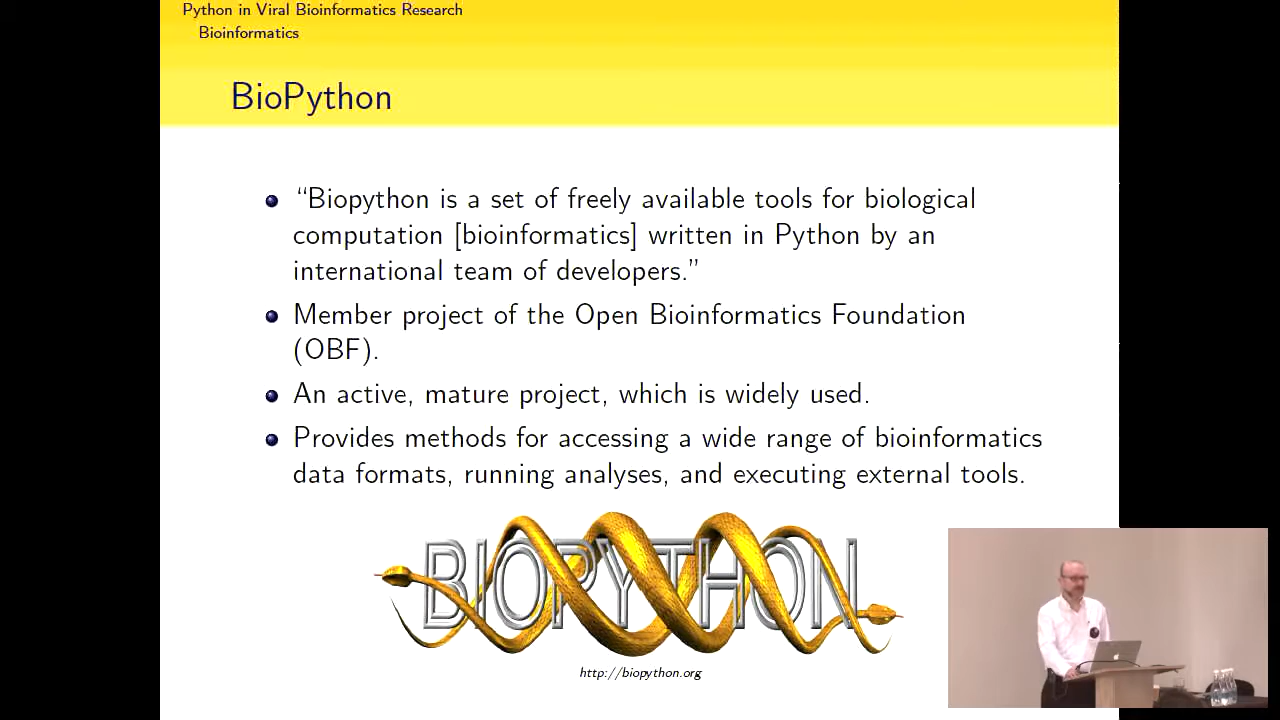 Python in Viral Bioinformatics Research
Bioinformatics
BioPython
“Biopython is a set of freely available tools for biological
computation [bioinformatics] written in Python by an
international team of developers.”
Member project of the Open Bioinformatics Foundation
(OBF).
An active, mature project, which is widely used.
Provides methods for accessing a wide range of bioinformatics
data formats, running analyses, and executing external tools.
BIOPYTHON
http://biopython.org